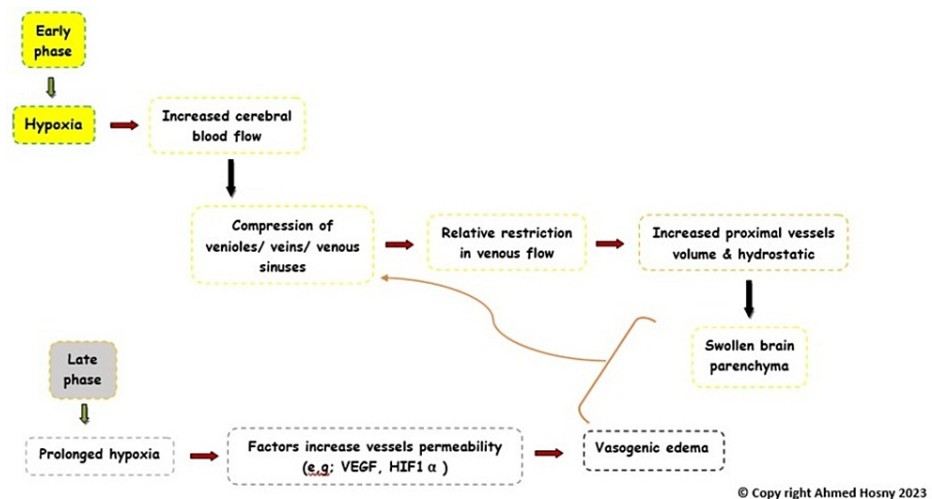 Early
phase
Hypoxia
Increased cerebral
blood flow
Compression of
venioles/ veins/ venous
sinuses
Relative restriction
in venous flow
Increased proximal vessels
volume & hydrostatic
Swollen brain
parenchyma
Late
phase
Prolonged hypoxia
Factors increase vessels permeability
(e,g; VEGF, HIF1 α )
Vasogenic edema
© Copy right Ahmed Hosny 2023